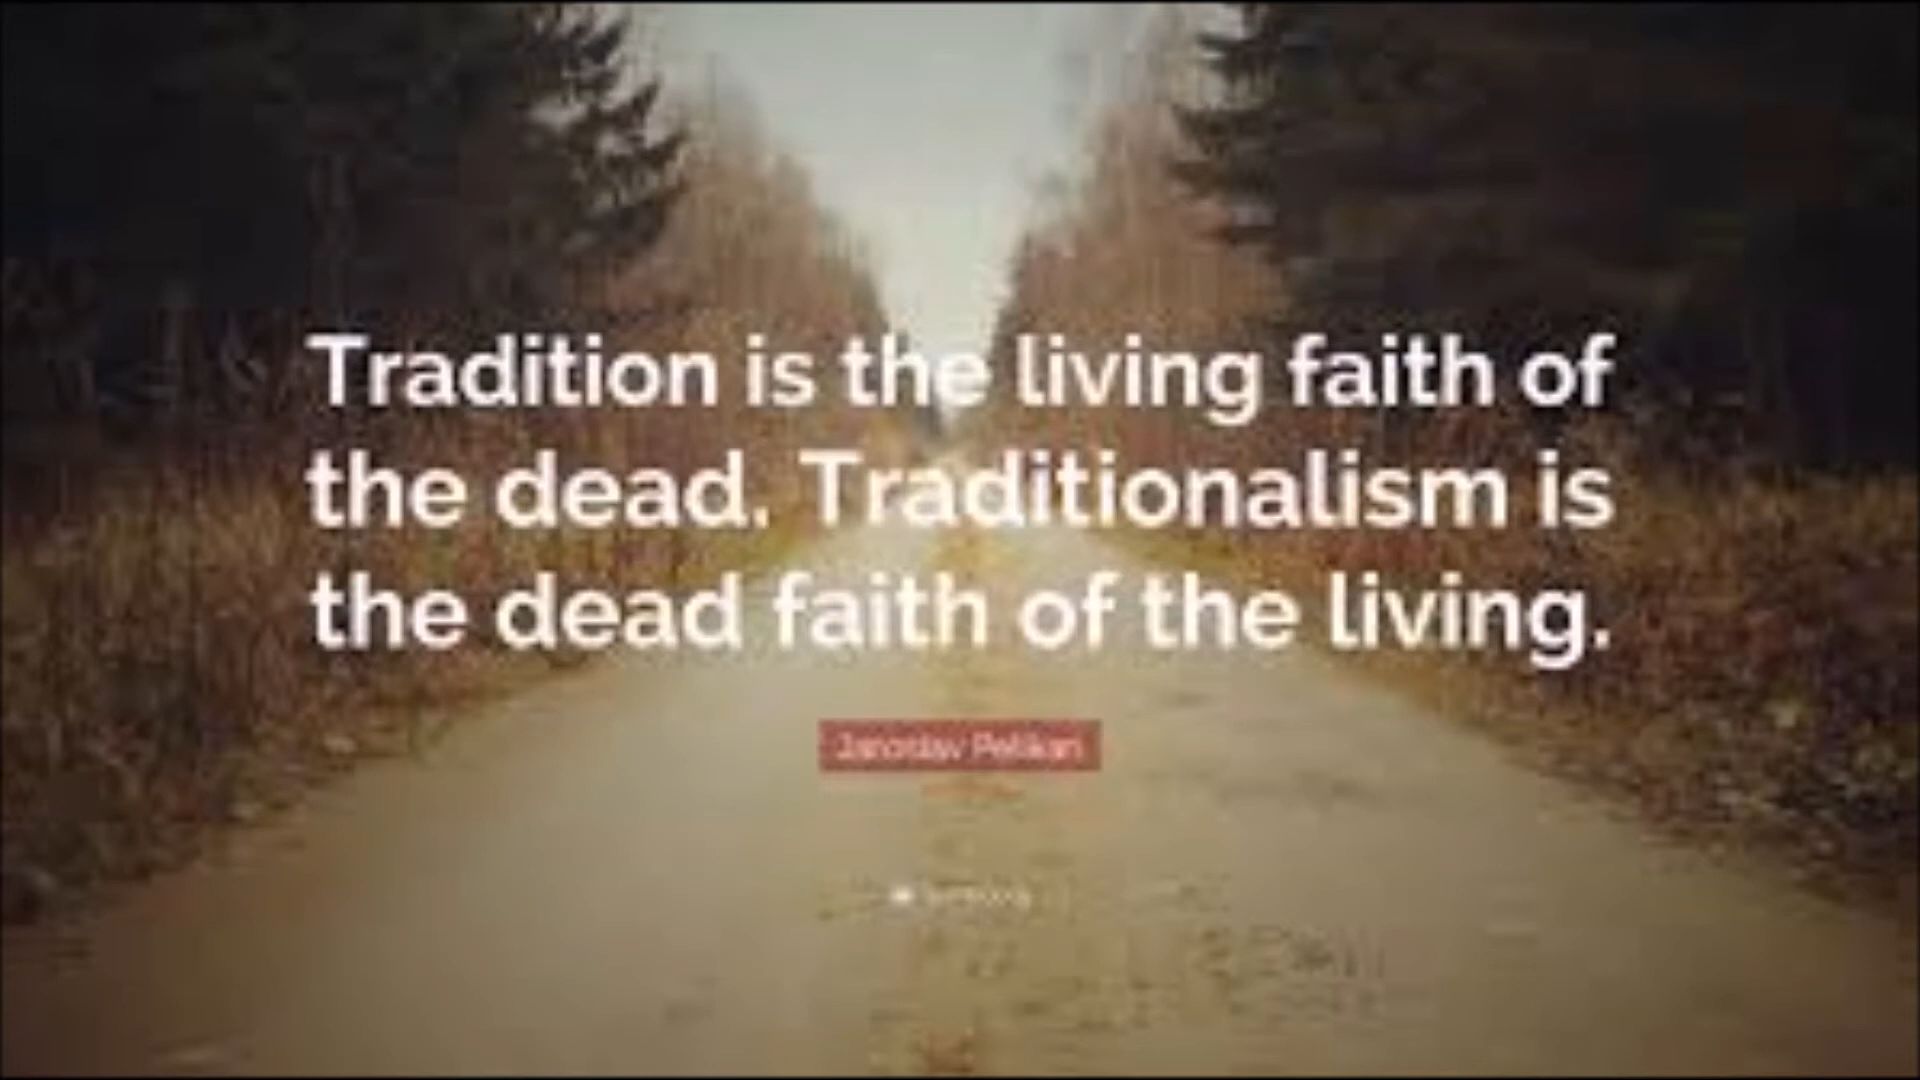 Tradition is the living faith of
the dead. Traditionalism is
the dead faith of the living.
Jaroslav Pelikan